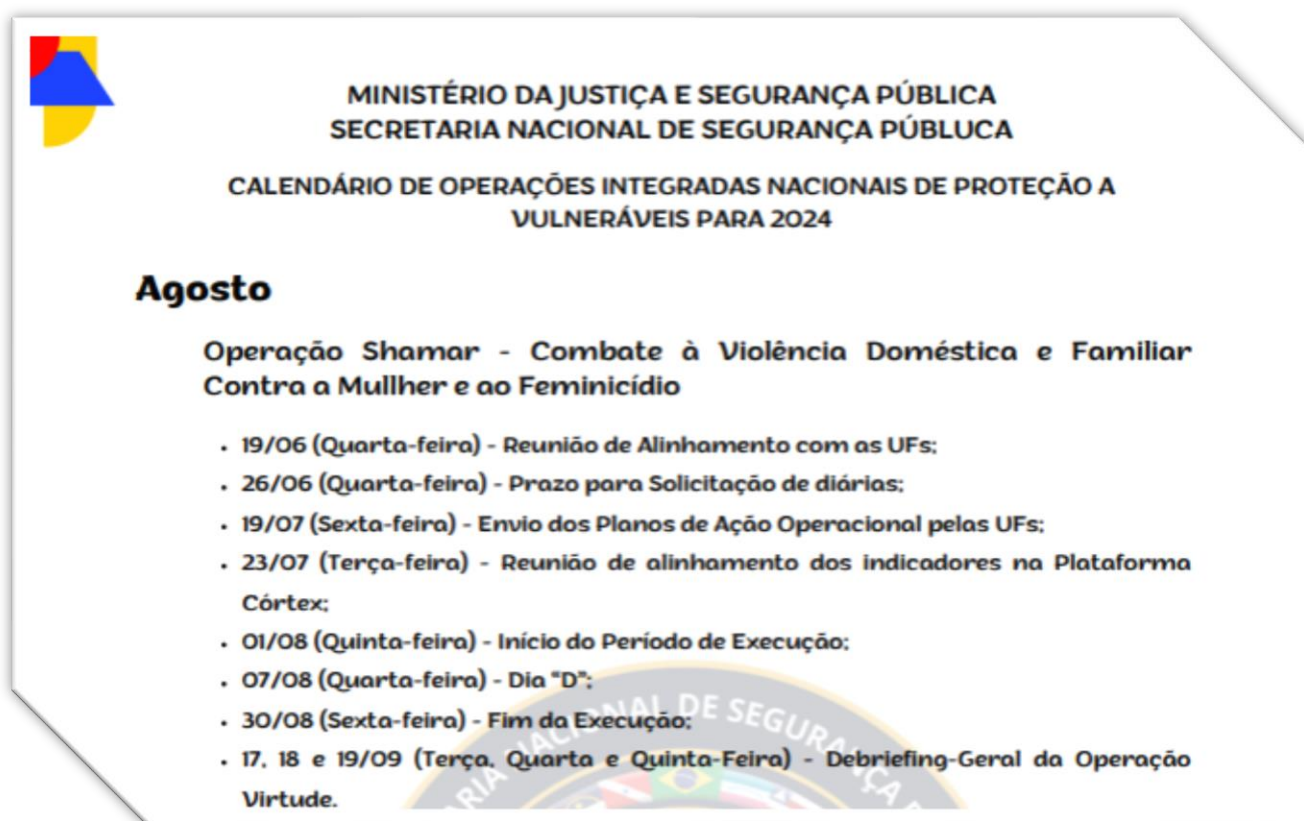 MINISTÉRIO DA JUSTIÇA E SEGURANÇA PÚBLICA
SECRETARIA NACIONAL DE SEGURANÇA PÚBLUCA
CALENDÁRIO DE OPERAÇÕES INTEGRADAS NACIONAIS DE PROTEÇÃO A
VULNERÁVEIS PARA 2024
Agosto
Operação Shamar - Combate à Violência Doméstica e Familiar
Contra a Mullher e ao Feminicídio
• 19/06 (Quarta-feira) - Reunião de Alinhamento com as UFs;
• 26/06 (Quarta-feira) - Prazo para Solicitação de diárias;
• 19/07 (Sexta-feira) - Envio dos Planos de Ação Operacional pelas UFs;
• 23/07 (Terça-feira) - Reunião de alinhamento dos indicadores na Plataforma
Córtex;
• 01/08 (Quinta-feira) - Início do Período de Execução;
• 07/08 (Quarta-feira) - Dia "D";
• 30/08 (Sexta-feira) - Fim da Execução;
• 17, 18 e 19/09 (Terça, Quarta e Quinta-Feira) - Debriefing-Geral da Operação
Virtude.
NACIONAL DE SEGURANÇA